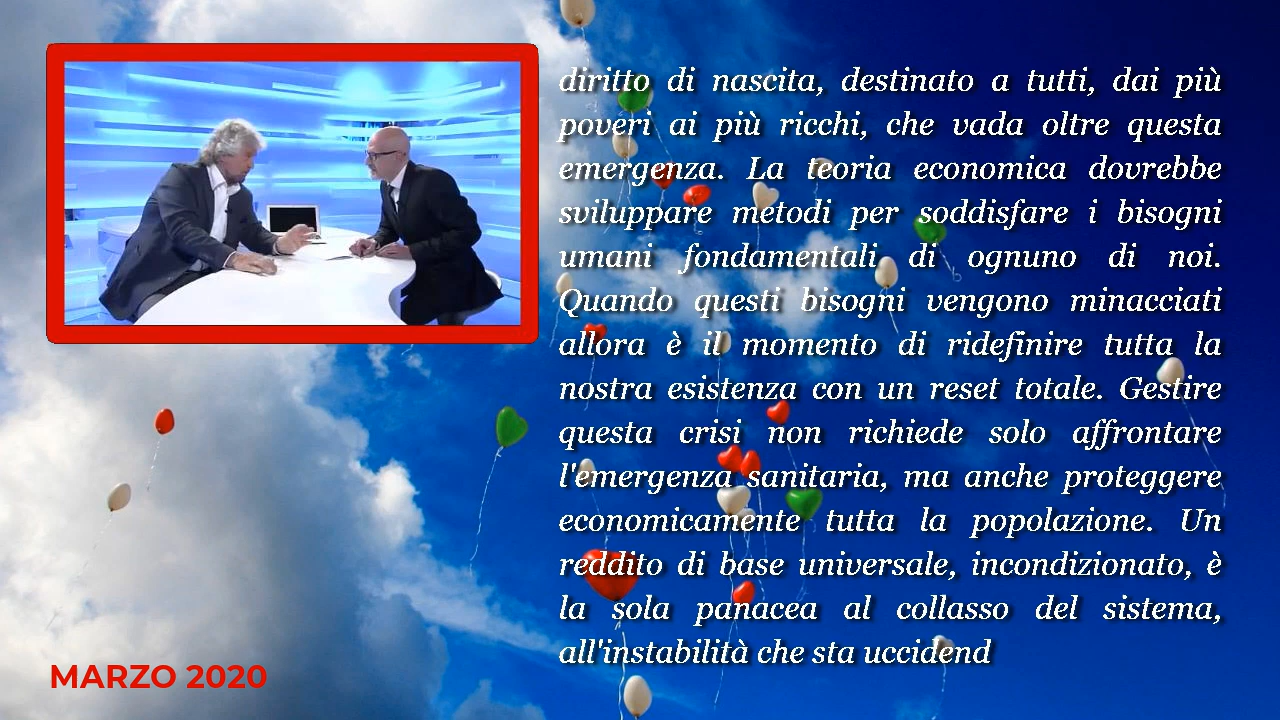 diritto di nascita, destinato a tutti, dai più
poveri ai più ricchi, che vada oltre questa
emergenza. La teoria economica dovrebbe
sviluppare metodi per soddisfare i bisogni
umani fondamentali di ognuno di noi.
Quando questi bisogni vengono minacciati
allora è il momento di ridefinire tutta la
nostra esistenza con un reset totale. Gestire
questa crisi non richiede solo affrontare
l'emergenza sanitaria, ma anche proteggere
economicamente tutta la popolazione. Un
reddito di base universale, incondizionato, è
la sola panacea al collasso del sistema,
all'instabilità che sta uccidend
MARZO 2020